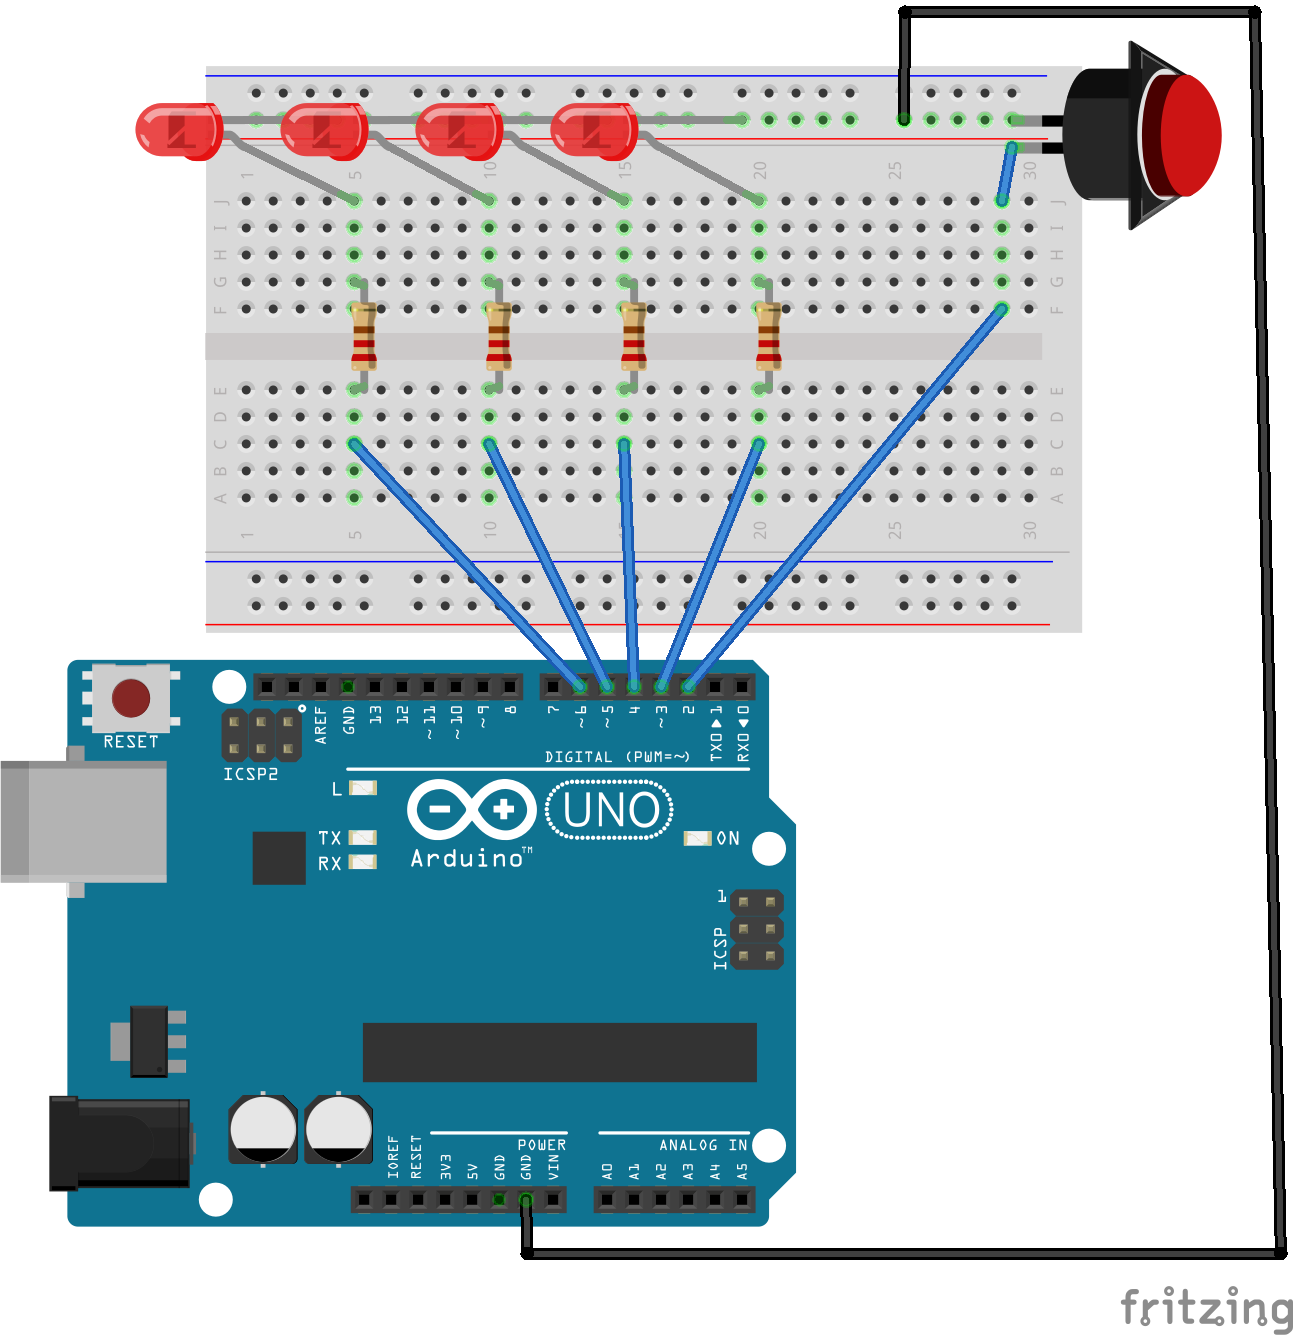 1 5 10 15 20 25 30
J J
I I
H H
G G
F F
E E
D D
C C
B B
A A
1 5 10 20 25 30
RESET
ICSP2
AREF GND 13 12 ~11 ~10 ~9 8 7 ~6 ~5 4 ~3 2 TX0▶1 RX0◀0
DIGITAL (PWM=~)
L
TX
RX
UNO
Arduino™
ON
1
ICSP
IOREF RESET 3V3 5V GND GND VIN
POWER
ANALOG IN
A0 A1 A2 A3 A4 A5
fritzing